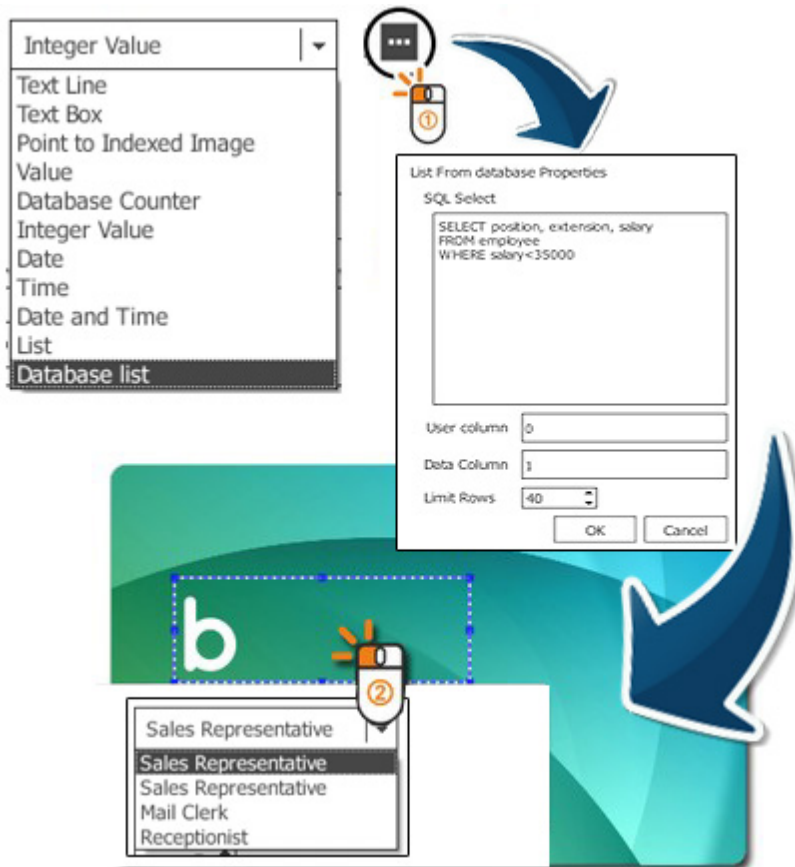 Integer Value
Text Line
Text Box
Point to Indexed Image
Value
Database Counter
Integer Value
Date
Time
Date and Time
List
Database list
①
List From database Properties
SQL Select
SELECT position, extension, salary
FROM employee
WHERE salary<35000
User column 0
Data Column 1
Limit Rows 40
OK Cancel
b
②
Sales Representative
Sales Representative
Sales Representative
Mail Clerk
Receptionist